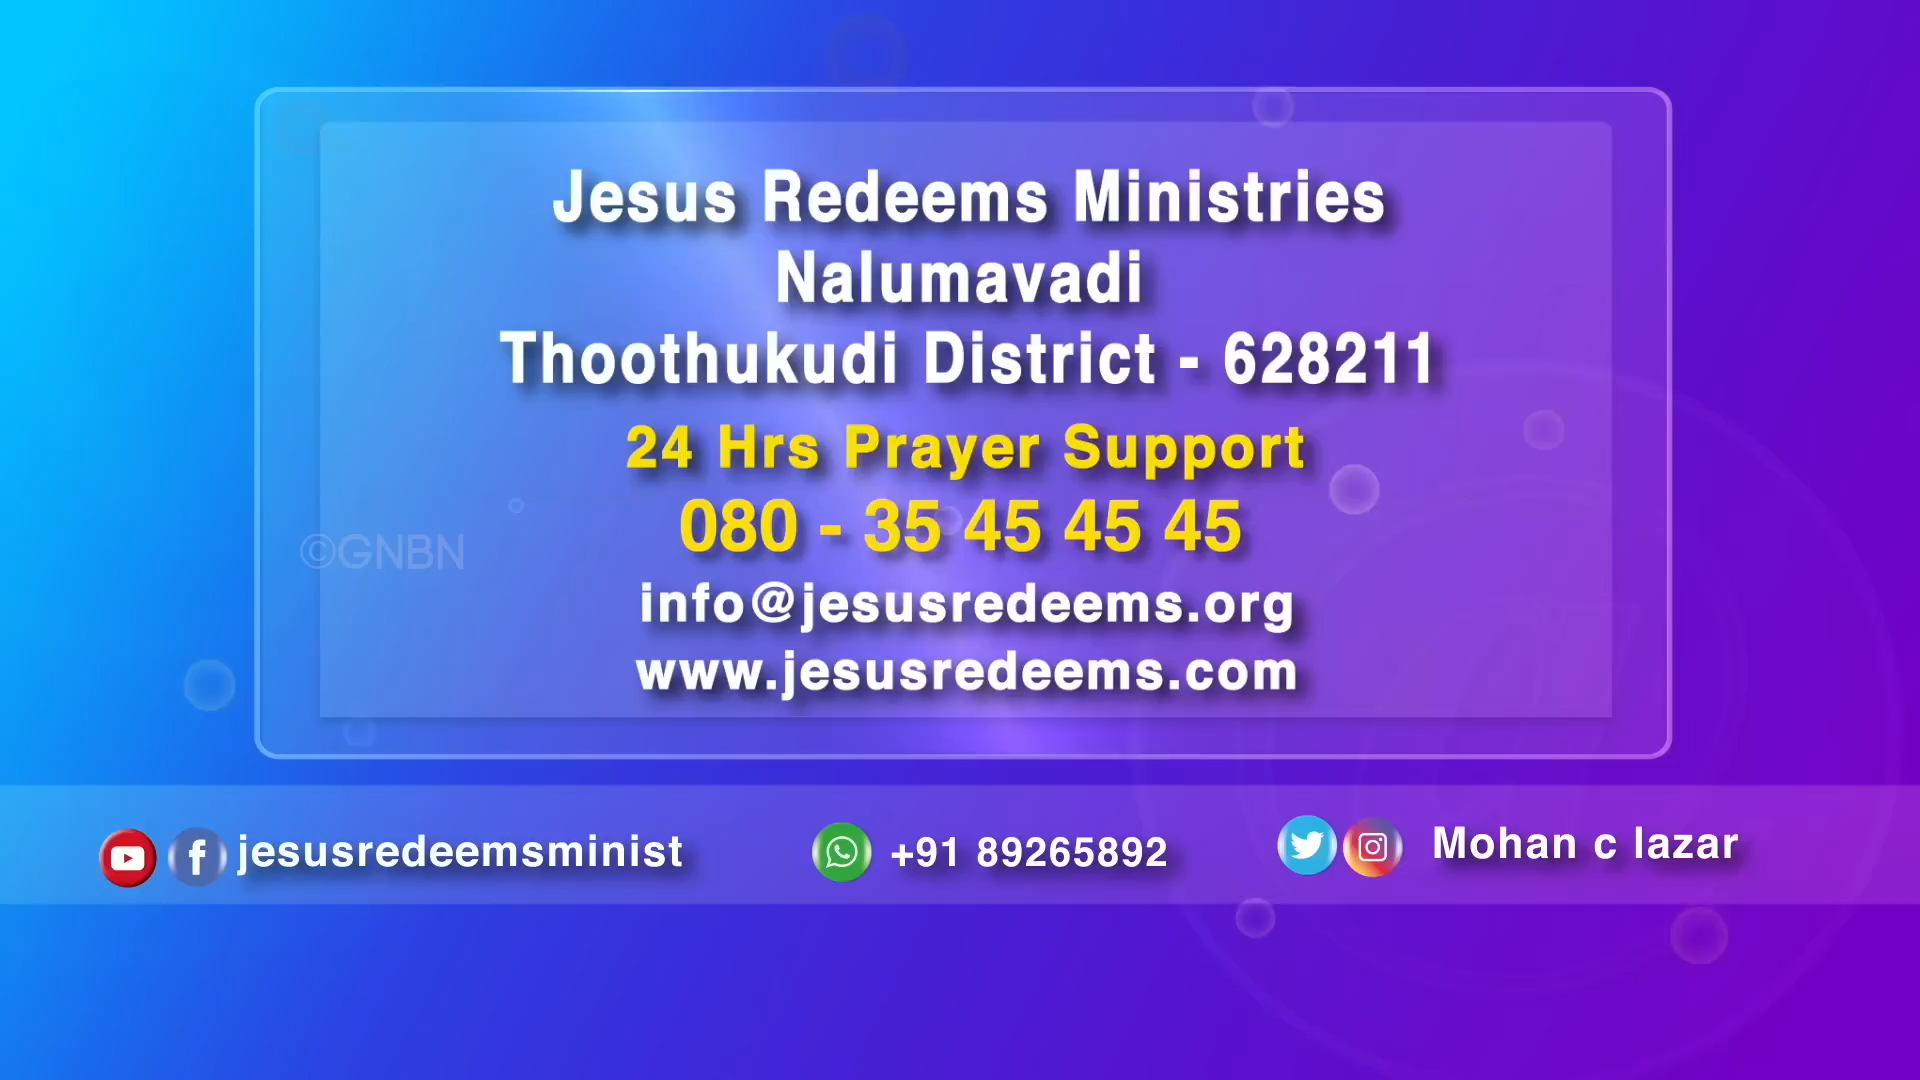 Jesus Redeems Ministries
Nalumavadi
Thoothukudi District - 628211
24 Hrs Prayer Support
080 - 35 45 45 45
©GNBN
info@jesusredeems.org
www.jesusredeems.com
jesusredeemsminist
+91 89265892
Mohan c lazar